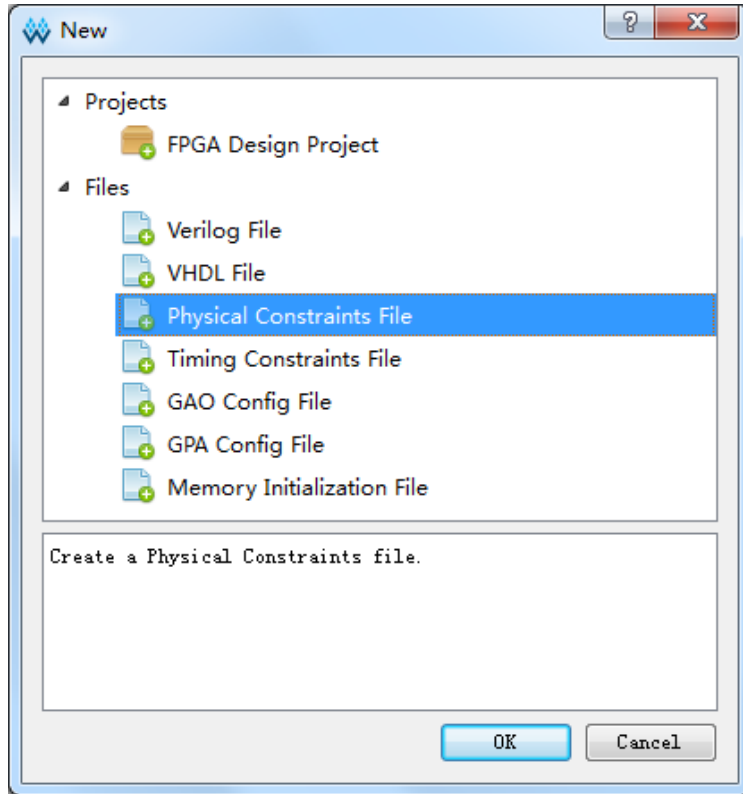 New
Projects
FPGA Design Project
Files
Verilog File
VHDL File
Physical Constraints File
Timing Constraints File
GAO Config File
GPA Config File
Memory Initialization File
Create a Physical Constraints file.
OK Cancel